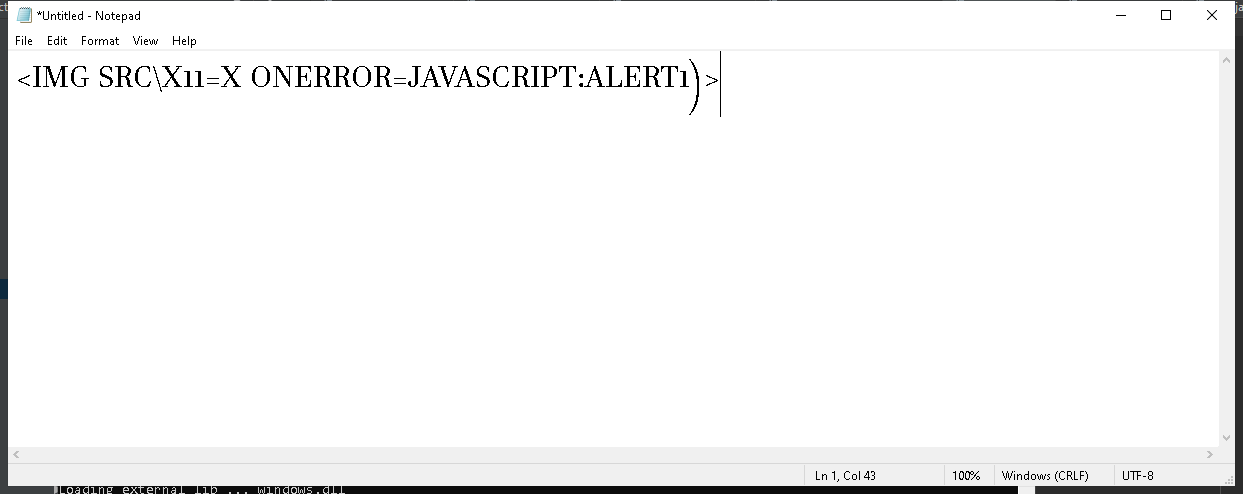 *Untitled - Notepad
File Edit Format View Help
<IMG SRC\X11=X ONERROR=JAVASCRIPT:ALERT1)>
Ln 1, Col 43 100% Windows (CRLF) UTF-8
Loading external lib ... windows.dll